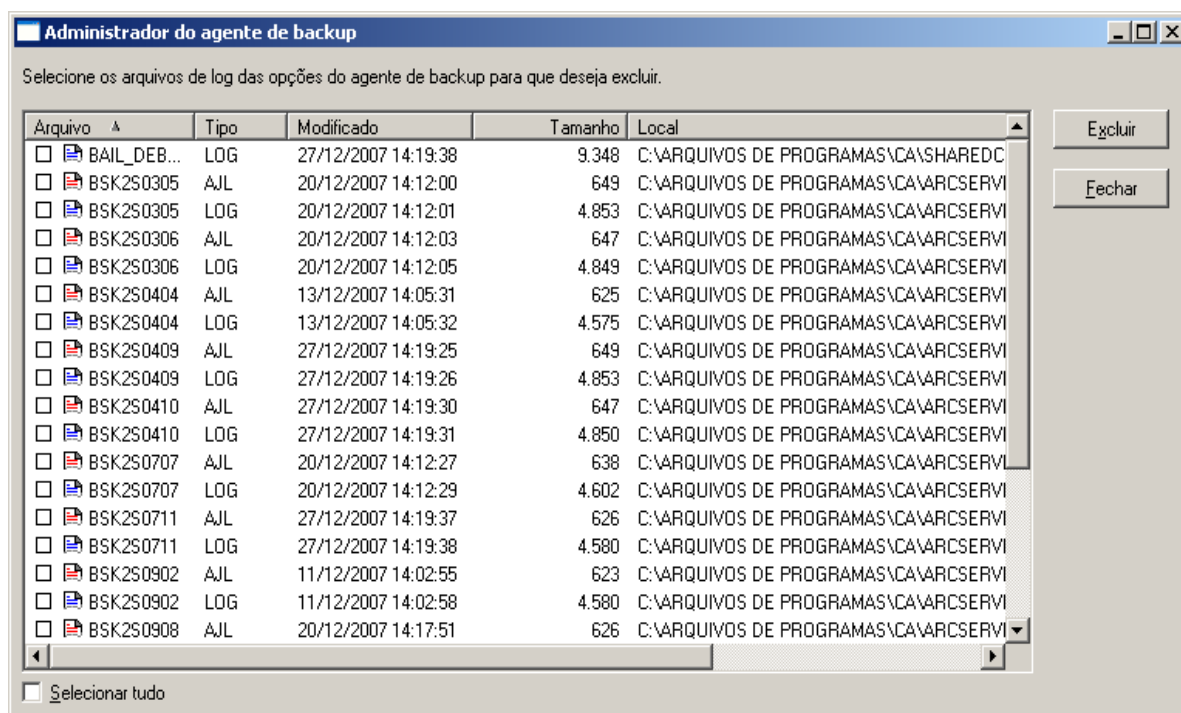 Administrador do agente de backup
Selecione os arquivos de log das opções do agente de backup para que deseja excluir.
Arquivo Tipo Modificado Tamanho Local
BAIL_DEB... LOG 27/12/2007 14:19:38 9.348 C:\ARQUIVOS DE PROGRAMAS\CA\SHAREDC
BSK2S0305 AJL 20/12/2007 14:12:00 649 C:\ARQUIVOS DE PROGRAMAS\CA\ARCSERVI
BSK2S0305 LOG 20/12/2007 14:12:01 4.853 C:\ARQUIVOS DE PROGRAMAS\CA\ARCSERVI
BSK2S0306 AJL 20/12/2007 14:12:03 647 C:\ARQUIVOS DE PROGRAMAS\CA\ARCSERVI
BSK2S0306 LOG 20/12/2007 14:12:05 4.849 C:\ARQUIVOS DE PROGRAMAS\CA\ARCSERVI
BSK2S0404 AJL 13/12/2007 14:05:31 625 C:\ARQUIVOS DE PROGRAMAS\CA\ARCSERVI
BSK2S0404 LOG 13/12/2007 14:05:32 4.575 C:\ARQUIVOS DE PROGRAMAS\CA\ARCSERVI
BSK2S0409 AJL 27/12/2007 14:19:25 649 C:\ARQUIVOS DE PROGRAMAS\CA\ARCSERVI
BSK2S0409 LOG 27/12/2007 14:19:26 4.853 C:\ARQUIVOS DE PROGRAMAS\CA\ARCSERVI
BSK2S0410 AJL 27/12/2007 14:19:30 647 C:\ARQUIVOS DE PROGRAMAS\CA\ARCSERVI
BSK2S0410 LOG 27/12/2007 14:19:31 4.850 C:\ARQUIVOS DE PROGRAMAS\CA\ARCSERVI
BSK2S0707 AJL 20/12/2007 14:12:27 638 C:\ARQUIVOS DE PROGRAMAS\CA\ARCSERVI
BSK2S0707 LOG 20/12/2007 14:12:29 4.602 C:\ARQUIVOS DE PROGRAMAS\CA\ARCSERVI
BSK2S0711 AJL 27/12/2007 14:19:37 626 C:\ARQUIVOS DE PROGRAMAS\CA\ARCSERVI
BSK2S0711 LOG 27/12/2007 14:19:38 4.580 C:\ARQUIVOS DE PROGRAMAS\CA\ARCSERVI
BSK2S0902 AJL 11/12/2007 14:02:55 623 C:\ARQUIVOS DE PROGRAMAS\CA\ARCSERVI
BSK2S0902 LOG 11/12/2007 14:02:58 4.580 C:\ARQUIVOS DE PROGRAMAS\CA\ARCSERVI
BSK2S0908 AJL 20/12/2007 14:17:51 626 C:\ARQUIVOS DE PROGRAMAS\CA\ARCSERVI
Selecionar tudo
Excluir
Fechar